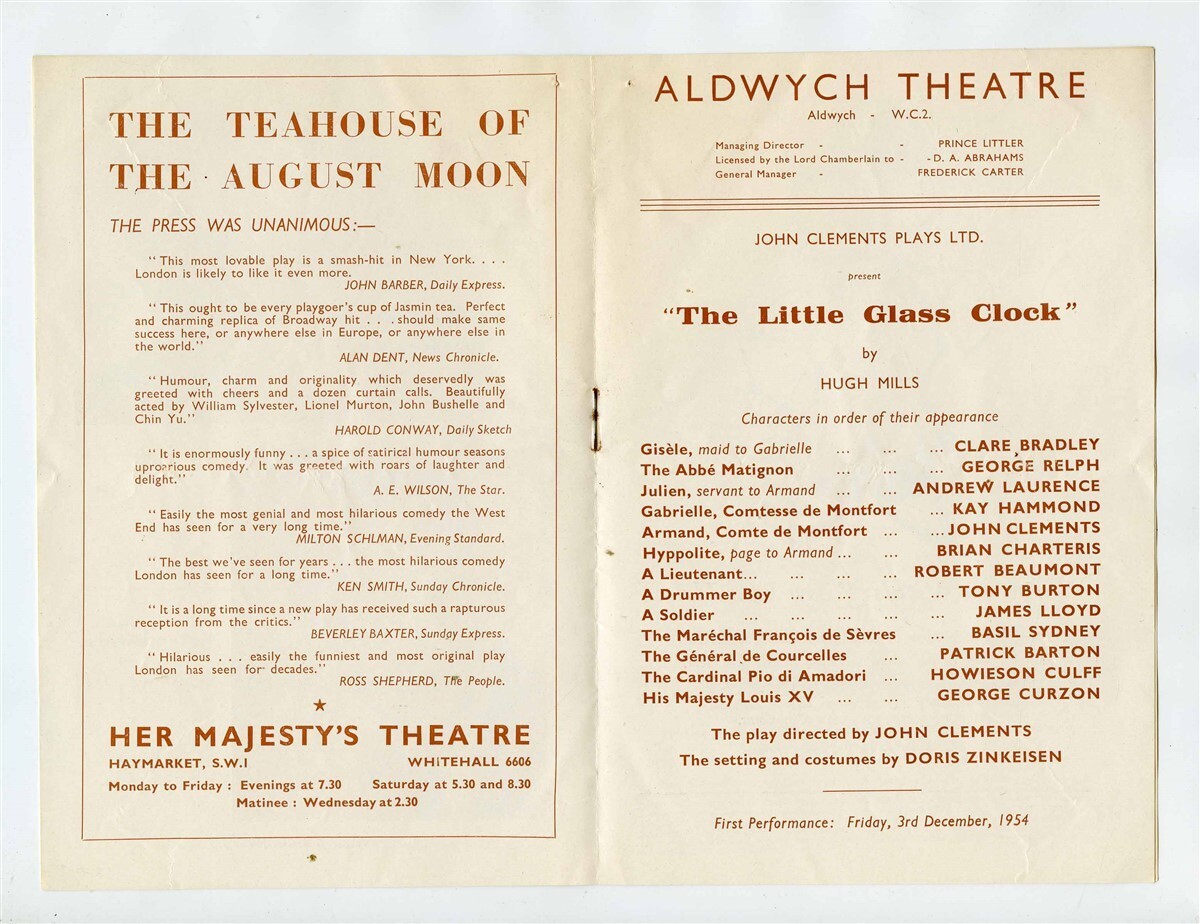 THE TEAHOUSE OF
THE AUGUST MOON
THE PRESS WAS UNANIMOUS:—
"This most lovable play is a smash-hit in New York. . . .
London is likely to like it even more.
JOHN BARBER, Daily Express.
"This ought to be every playgoer's cup of Jasmin tea. Perfect
and charming replica of Broadway hit . . . should make same
success here, or anywhere else in Europe, or anywhere else in
the world."
ALAN DENT, News Chronicle.
"Humour, charm and originality which deservedly was
greeted with cheers and a dozen curtain calls. Beautifully
acted by William Sylvester, Lionel Murton, John Bushelle and
Chin Yu."
HAROLD CONWAY, Daily Sketch
"It is enormously funny . . . a spice of satirical humour seasons
uproarious comedy. It was greeted with roars of laughter and
delight."
A. E. WILSON, The Star.
"Easily the most genial and most hilarious comedy the West
End has seen for a very long time."
MILTON SCHLMAN, Evening Standard.
"The best we've seen for years . . . the most hilarious comedy
London has seen for a long time."
KEN SMITH, Sunday Chronicle.
"It is a long time since a new play has received such a rapturous
reception from the critics."
BEVERLEY BAXTER, Sunday Express.
"Hilarious . . . easily the funniest and most original play
London has seen for decades."
ROSS SHEPHERD, The People.
★
HER MAJESTY'S THEATRE
HAYMARKET, S.W.1 WHITEHALL 6606
Monday to Friday : Evenings at 7.30 Saturday at 5.30 and 8.30
Matinee : Wednesday at 2.30
ALDWYCH THEATRE
Aldwych - W.C.2.
Managing Director - - PRINCE LITTLER
Licensed by the Lord Chamberlain to - - D. A. ABRAHAMS
General Manager - FREDERICK CARTER
JOHN CLEMENTS PLAYS LTD.
present
"The Little Glass Clock"
by
HUGH MILLS
Characters in order of their appearance
Gisèle, maid to Gabrielle ... ... ... CLARE BRADLEY
The Abbé Matignon ... ... ... GEORGE RELPH
Julien, servant to Armand ... ... ANDREW LAURENCE
Gabrielle, Comtesse de Montfort ... KAY HAMMOND
Armand, Comte de Montfort ... ... JOHN CLEMENTS
Hyppolite, page to Armand ... ... BRIAN CHARTERIS
A Lieutenant... ... ... ... ROBERT BEAUMONT
A Drummer Boy ... ... ... ... TONY BURTON
A Soldier ... ... ... ... ... JAMES LLOYD
The Maréchal François de Sèvres ... BASIL SYDNEY
The Général de Courcelles ... PATRICK BARTON
The Cardinal Pio di Amadori ... HOWIESON CULFF
His Majesty Louis XV ... ... GEORGE CURZON
The play directed by JOHN CLEMENTS
The setting and costumes by DORIS ZINKEISEN
First Performance: Friday, 3rd December, 1954